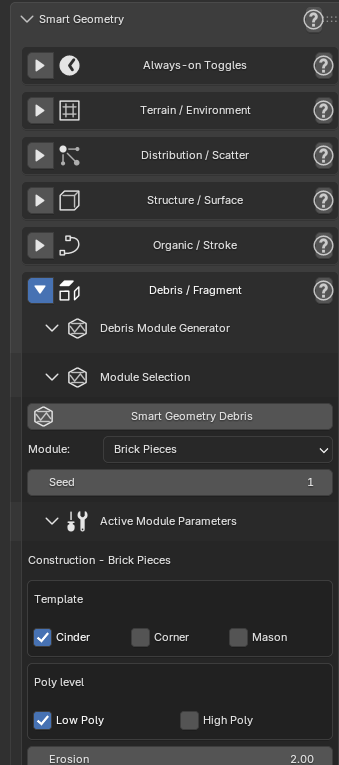 Smart Geometry
Always-on Toggles
Terrain / Environment
Distribution / Scatter
Structure / Surface
Organic / Stroke
Debris / Fragment
Debris Module Generator
Module Selection
Smart Geometry Debris
Module: Brick Pieces
Seed 1
Active Module Parameters
Construction - Brick Pieces
Template
Cinder Corner Mason
Poly level
Low Poly High Poly
Erosion 2.00